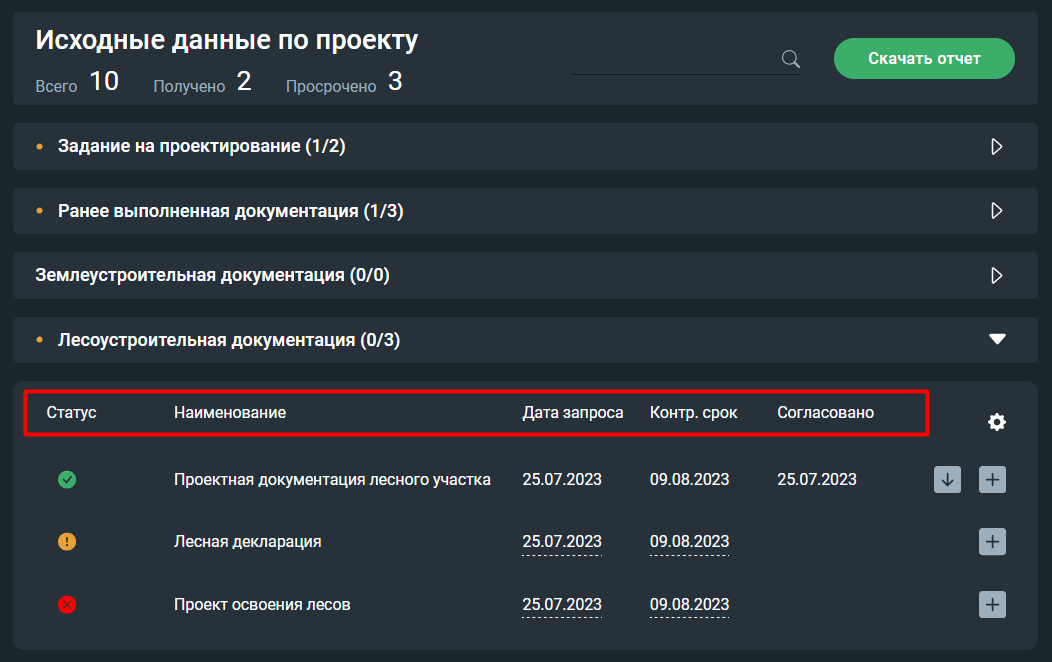 Исходные данные по проекту
Всего 10 Получено 2 Просрочено 3
Скачать отчет
Задание на проектирование (1/2)
Ранее выполненная документация (1/3)
Землеустроительная документация (0/0)
Лесоустроительная документация (0/3)
Статус Наименование Дата запроса Контр. срок Согласовано
Проектная документация лесного участка 25.07.2023 09.08.2023 25.07.2023
Лесная декларация 25.07.2023 09.08.2023
Проект освоения лесов 25.07.2023 09.08.2023